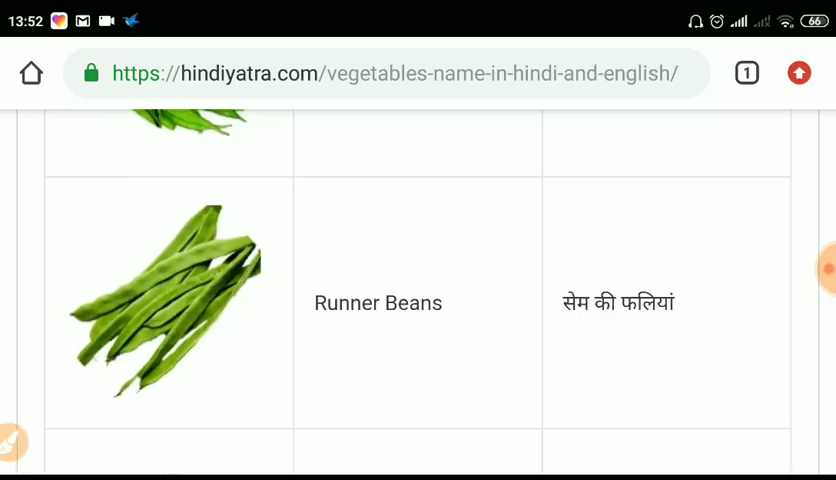 13:52
66
https://hindiyatra.com/vegetables-name-in-hindi-and-english/
1
Runner Beans
सेम की फलियां